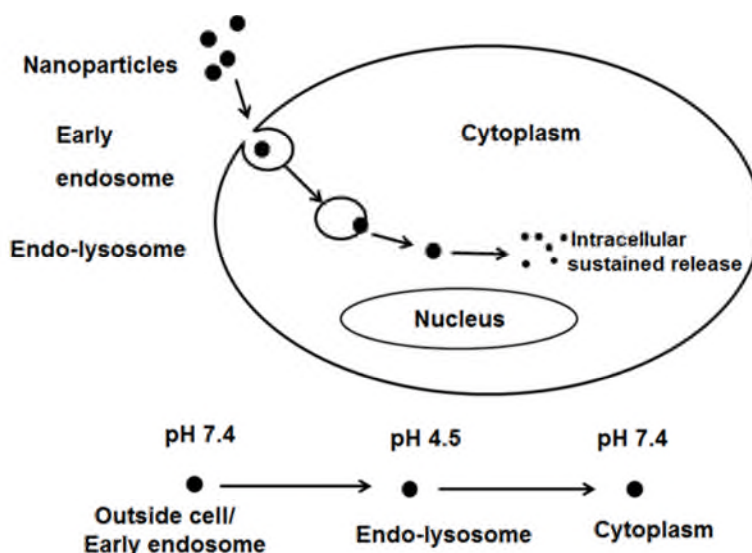 Nanoparticles
Early
endosome
Cytoplasm
Endo-lysosome
Intracellular
sustained release
Nucleus
pH 7.4
pH 4.5
pH 7.4
Outside cell/
Early endosome
Endo-lysosome
Cytoplasm